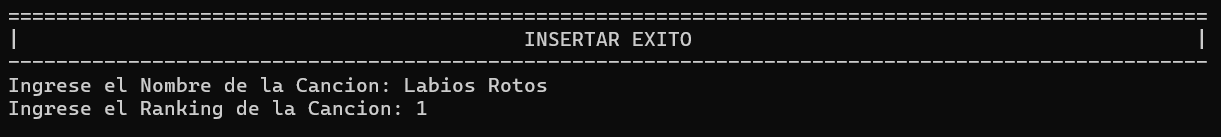 ====================================================================================================
|                                          INSERTAR EXITO                                          |
----------------------------------------------------------------------------------------------------
Ingrese el Nombre de la Cancion: Labios Rotos
Ingrese el Ranking de la Cancion: 1